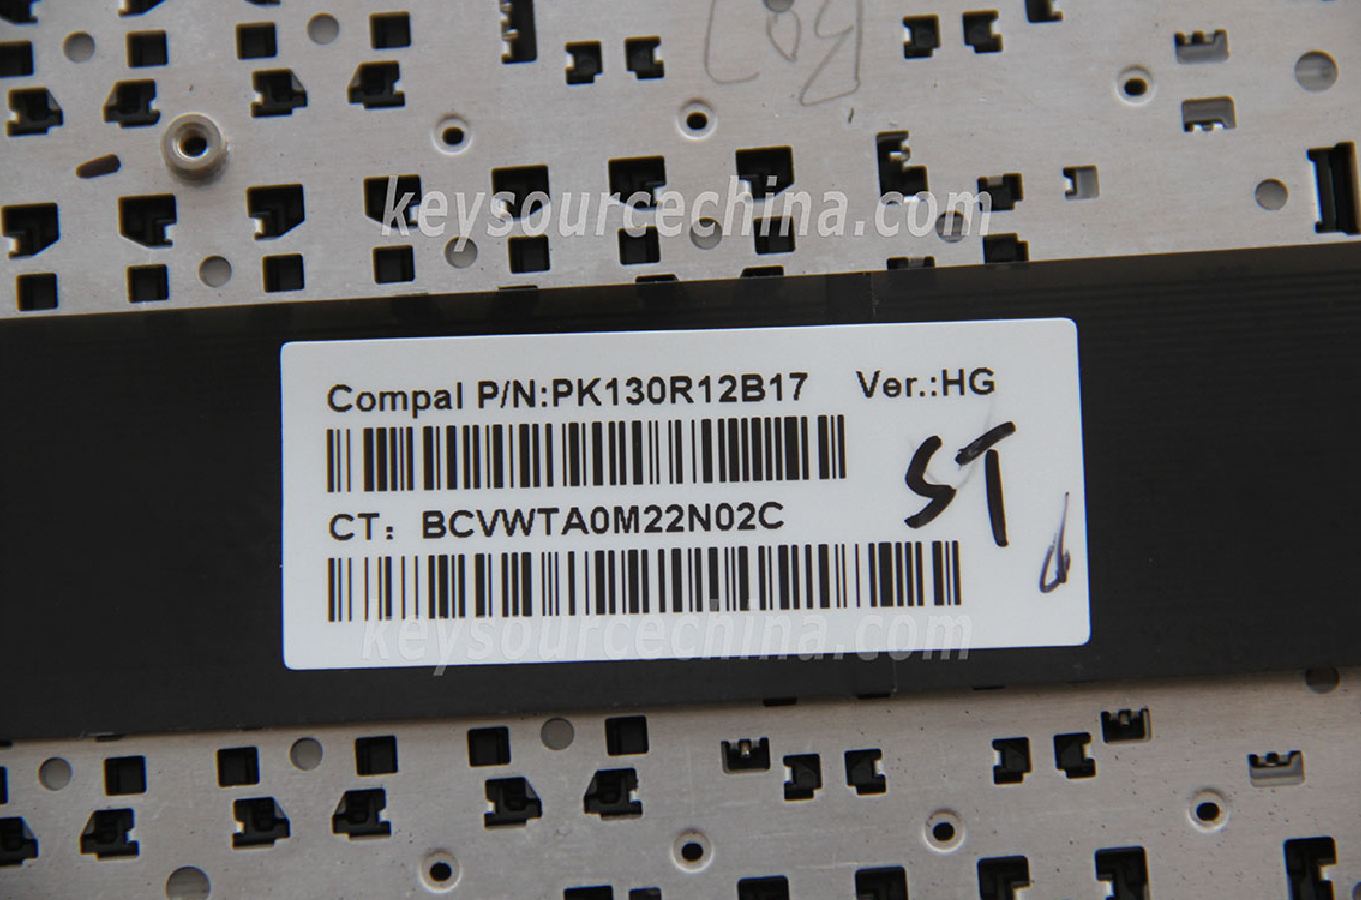 keysourcechina.com
Compal P/N:PK130R12B17 Ver.:HG
ST
CT: BCVWTA0M22N02C
keysourcechina.com